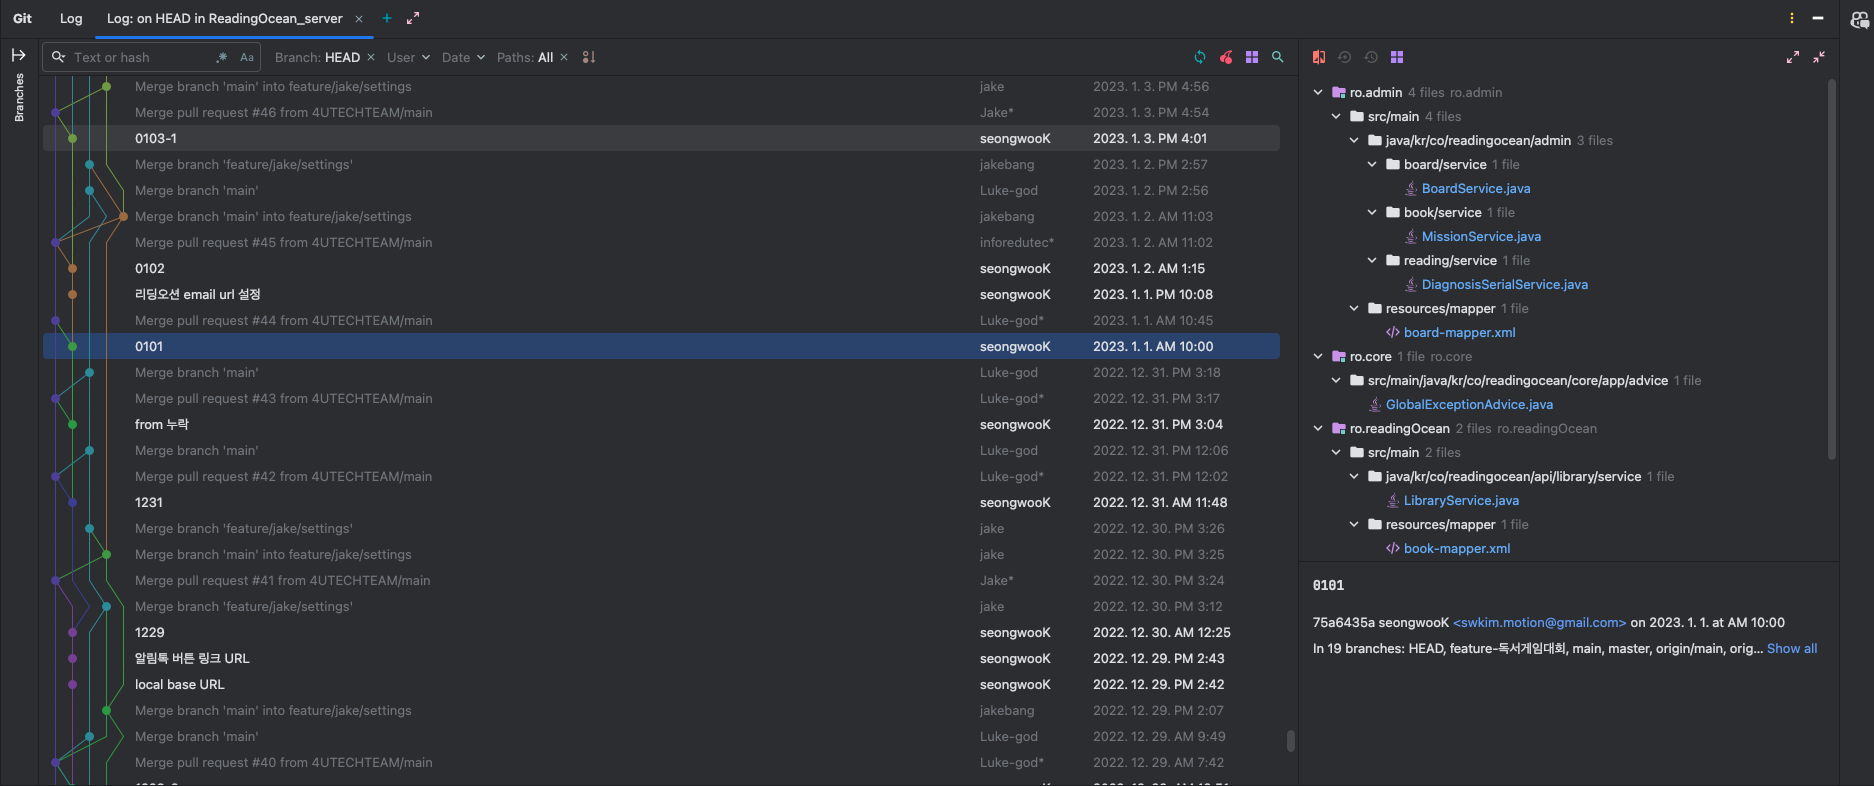 Git Log Log: on HEAD in ReadingOcean_server
Branches
Text or hash .* Aa Branch: HEAD User Date Paths: All
Merge branch 'main' into feature/jake/settings jake 2023. 1. 3. PM 4:56
Merge pull request #46 from 4UTECHTEAM/main Jake* 2023. 1. 3. PM 4:54
0103-1 seongwooK 2023. 1. 3. PM 4:01
Merge branch 'feature/jake/settings' jakebang 2023. 1. 2. PM 2:57
Merge branch 'main' Luke-god 2023. 1. 2. PM 2:56
Merge branch 'main' into feature/jake/settings jakebang 2023. 1. 2. AM 11:03
Merge pull request #45 from 4UTECHTEAM/main inforedutec* 2023. 1. 2. AM 11:02
0102 seongwooK 2023. 1. 2. AM 1:15
리딩오션 email url 설정 seongwooK 2023. 1. 1. PM 10:08
Merge pull request #44 from 4UTECHTEAM/main Luke-god* 2023. 1. 1. AM 10:45
0101 seongwooK 2023. 1. 1. AM 10:00
Merge branch 'main' Luke-god 2022. 12. 31. PM 3:18
Merge pull request #43 from 4UTECHTEAM/main Luke-god* 2022. 12. 31. PM 3:17
from 누락 seongwooK 2022. 12. 31. PM 3:04
Merge branch 'main' Luke-god 2022. 12. 31. PM 12:06
Merge pull request #42 from 4UTECHTEAM/main Luke-god* 2022. 12. 31. PM 12:02
1231 seongwooK 2022. 12. 31. AM 11:48
Merge branch 'feature/jake/settings' jake 2022. 12. 30. PM 3:26
Merge branch 'main' into feature/jake/settings jake 2022. 12. 30. PM 3:25
Merge pull request #41 from 4UTECHTEAM/main Jake* 2022. 12. 30. PM 3:24
Merge branch 'feature/jake/settings' jake 2022. 12. 30. PM 3:12
1229 seongwooK 2022. 12. 30. AM 12:25
알림톡 버튼 링크 URL seongwooK 2022. 12. 29. PM 2:43
local base URL seongwooK 2022. 12. 29. PM 2:42
Merge branch 'main' into feature/jake/settings jakebang 2022. 12. 29. PM 2:07
Merge branch 'main' Luke-god 2022. 12. 29. AM 9:49
Merge pull request #40 from 4UTECHTEAM/main Luke-god* 2022. 12. 29. AM 7:42
ro.admin 4 files ro.admin
src/main 4 files
java/kr/co/readingocean/admin 3 files
board/service 1 file
BoardService.java
book/service 1 file
MissionService.java
reading/service 1 file
DiagnosisSerialService.java
resources/mapper 1 file
board-mapper.xml
ro.core 1 file ro.core
src/main/java/kr/co/readingocean/core/app/advice 1 file
GlobalExceptionAdvice.java
ro.readingOcean 2 files ro.readingOcean
src/main 2 files
java/kr/co/readingocean/api/library/service 1 file
LibraryService.java
resources/mapper 1 file
book-mapper.xml
0101
75a6435a seongwooK <swkim.motion@gmail.com> on 2023. 1. 1. at AM 10:00
In 19 branches: HEAD, feature-독서게임대회, main, master, origin/main, orig... Show all